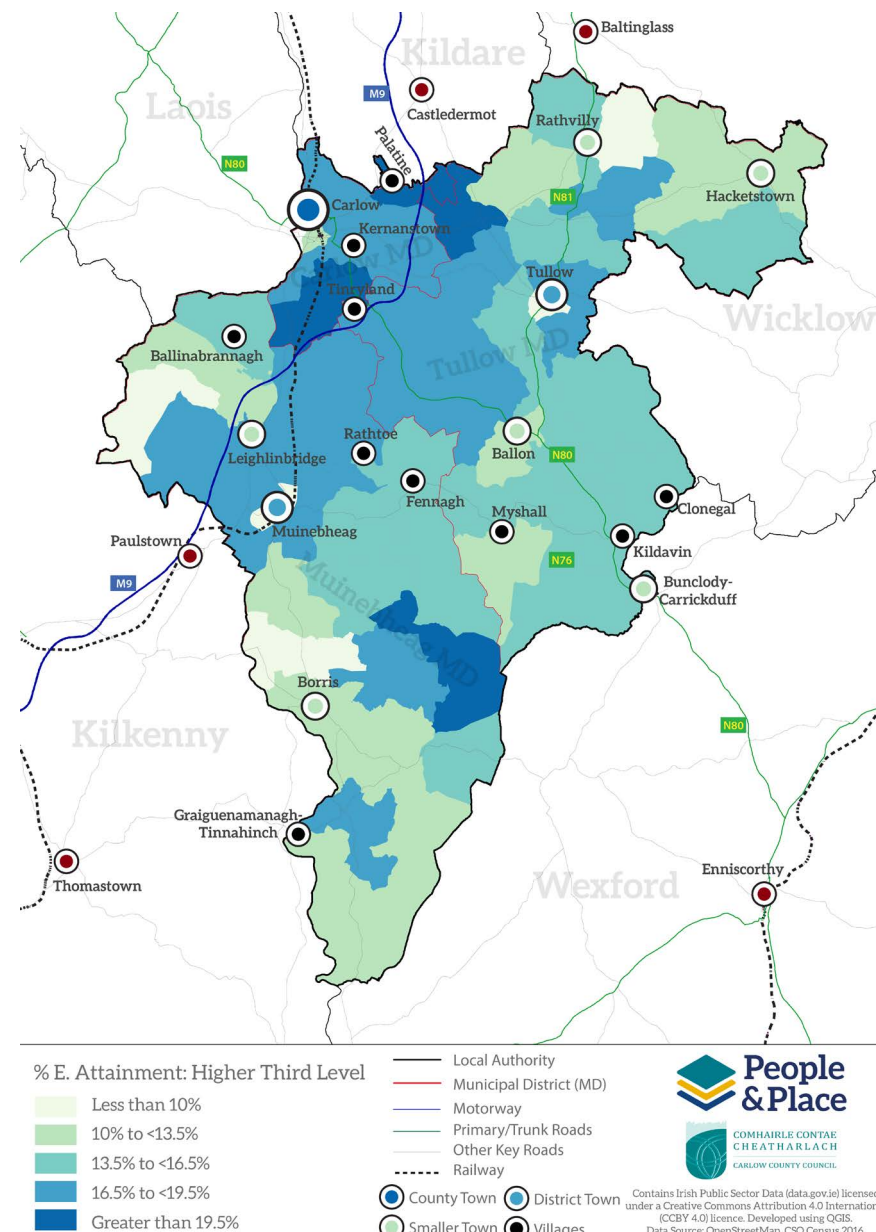 Baltinglass
Kildare
M9
Castledermot
Laois
Palatine
Rathvilly
N80
Hacketstown
N81
Carlow
Kernanstown
Carlow MD
Tullow
Tinryland
Wicklow
Ballinabrannagh
Tullow MD
Rathtoe
Leighlinbridge
Ballon
N80
Fennagh
Clonegal
Myshall
Muinebheag
Paulstown
Kildavin
N76
M9
Bunclody-
Carrickduff
Muinebheag MD
Borris
Kilkenny
N80
Graiguenamanagh-
Tinnahinch
Enniscorthy
Wexford
Thomastown
% E. Attainment: Higher Third Level
Less than 10%
10% to <13.5%
13.5% to <16.5%
16.5% to <19.5%
Greater than 19.5%
Local Authority
Municipal District (MD)
Motorway
Primary/Trunk Roads
Other Key Roads
Railway
County Town
District Town
Smaller Town
Villages
People
& Place
COMHAIRLE CONTAE
CHEATHARLACH
CARLOW COUNTY COUNCIL
Contains Irish Public Sector Data (data.gov.ie) licensed
under a Creative Commons Attribution 4.0 Internation
(CCBY 4.0) licence. Developed using QGIS.
Data Source: OpenStreetMap, CSO Census 2016